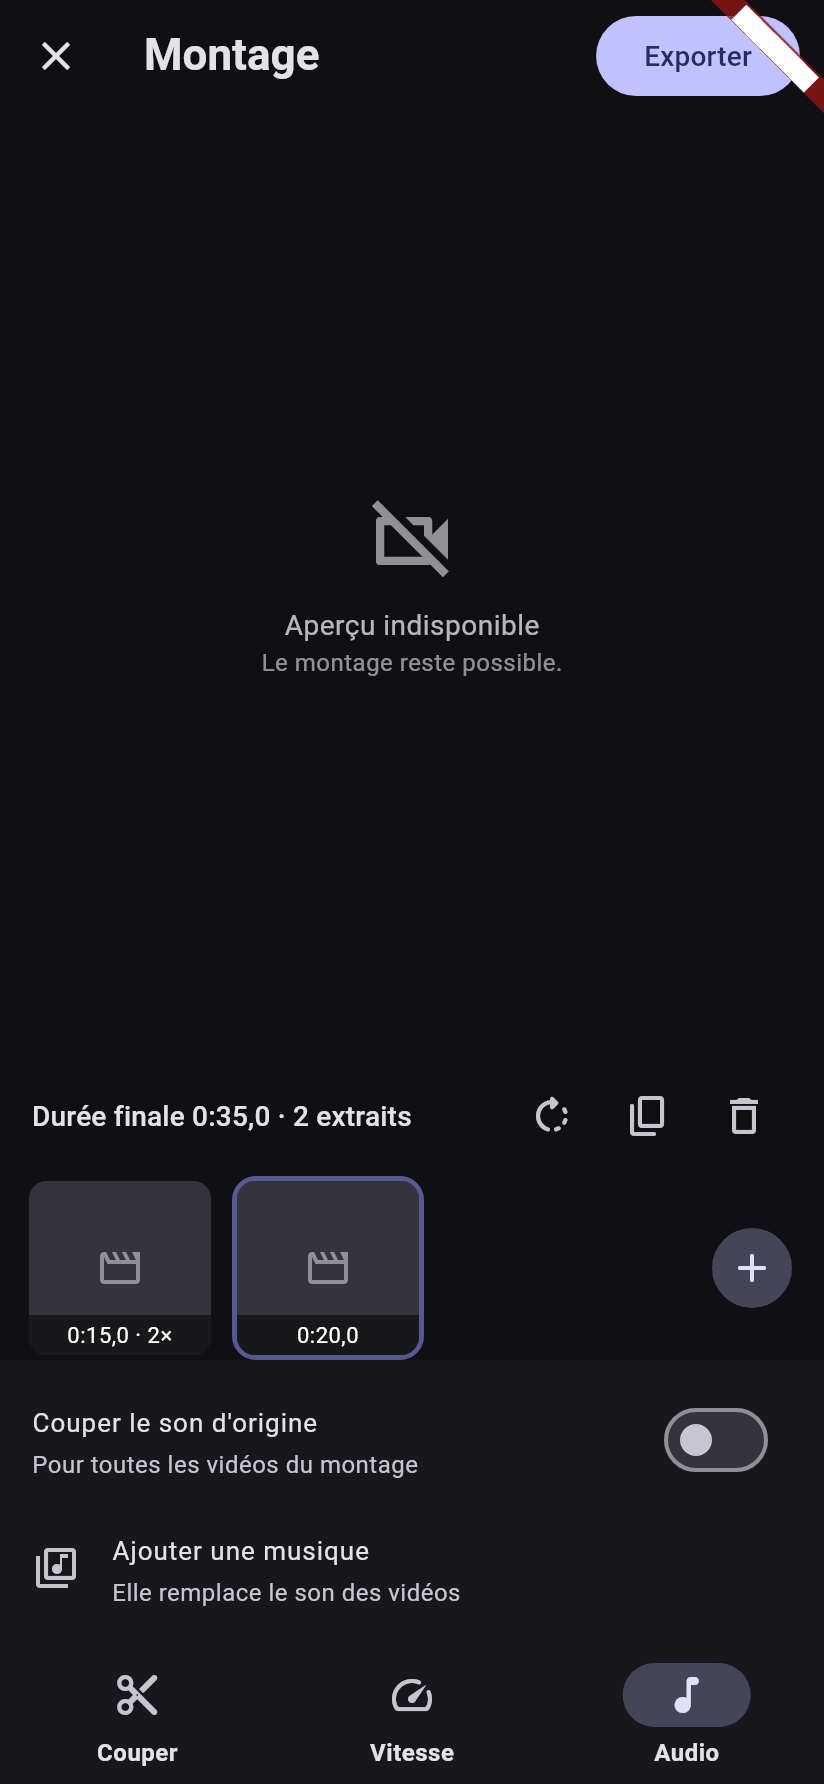 Montage
Exporter
Aperçu indisponible
Le montage reste possible.
Durée finale 0:35,0 · 2 extraits
0:15,0 · 2×
0:20,0
Couper le son d'origine
Pour toutes les vidéos du montage
Ajouter une musique
Elle remplace le son des vidéos
Couper
Vitesse
Audio